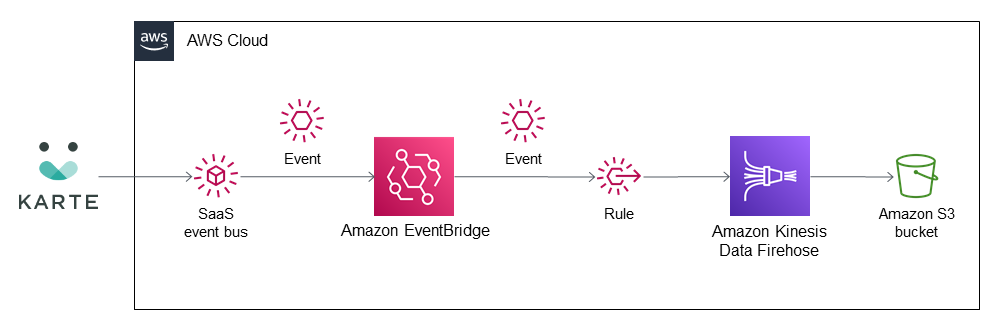 aws
AWS Cloud
KARTE
SaaS
event bus
Event
Amazon EventBridge
Event
Rule
Amazon Kinesis
Data Firehose
Amazon S3
bucket